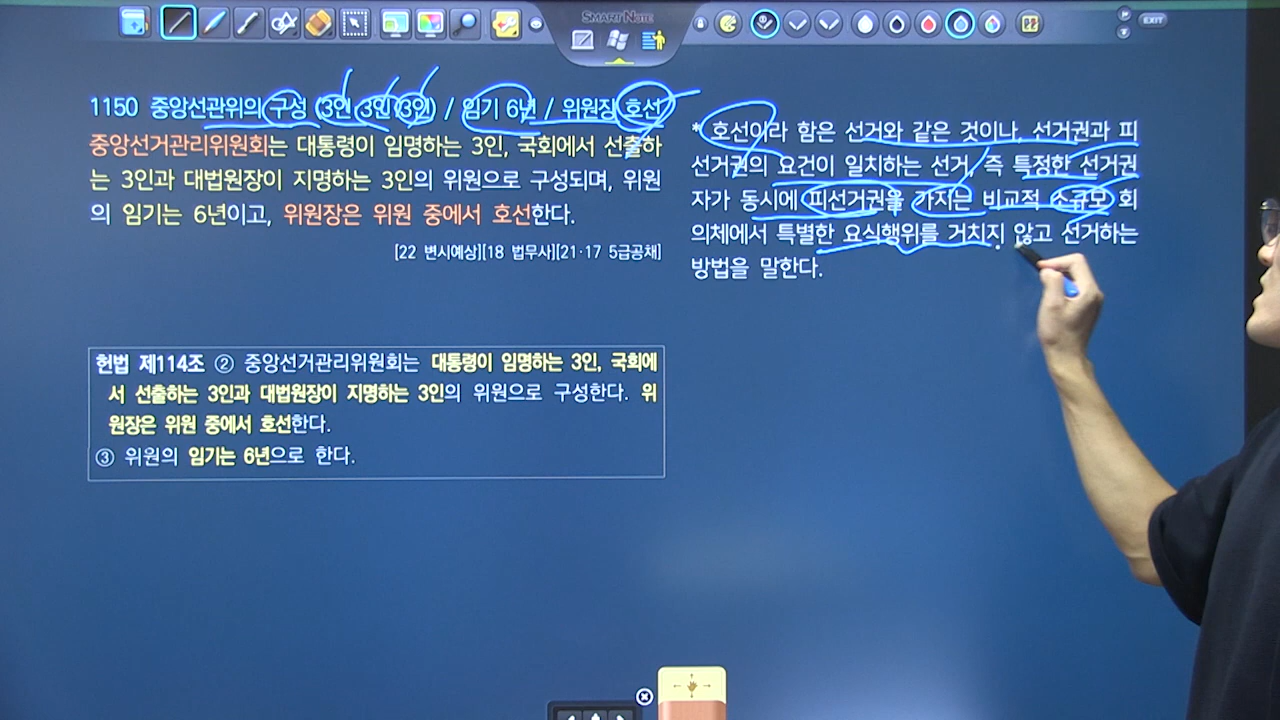 SMART NOTE
EXIT
1150 중앙선관위의 구성 (3인 3인 3인) / 임기 6년 / 위원장 호선
중앙선거관리위원회는 대통령이 임명하는 3인, 국회에서 선출하
는 3인과 대법원장이 지명하는 3인의 위원으로 구성되며, 위원
의 임기는 6년이고, 위원장은 위원 중에서 호선한다.
[22 변시예상][18 법무사][21·17 5급공채]
헌법 제114조 ② 중앙선거관리위원회는 대통령이 임명하는 3인, 국회에
서 선출하는 3인과 대법원장이 지명하는 3인의 위원으로 구성한다. 위
원장은 위원 중에서 호선한다.
③ 위원의 임기는 6년으로 한다.
* 호선이라 함은 선거와 같은 것이나, 선거권과 피
선거권의 요건이 일치하는 선거, 즉 특정한 선거권
자가 동시에 피선거권을 가지는 비교적 소규모 회
의체에서 특별한 요식행위를 거치지 않고 선거하는
방법을 말한다.